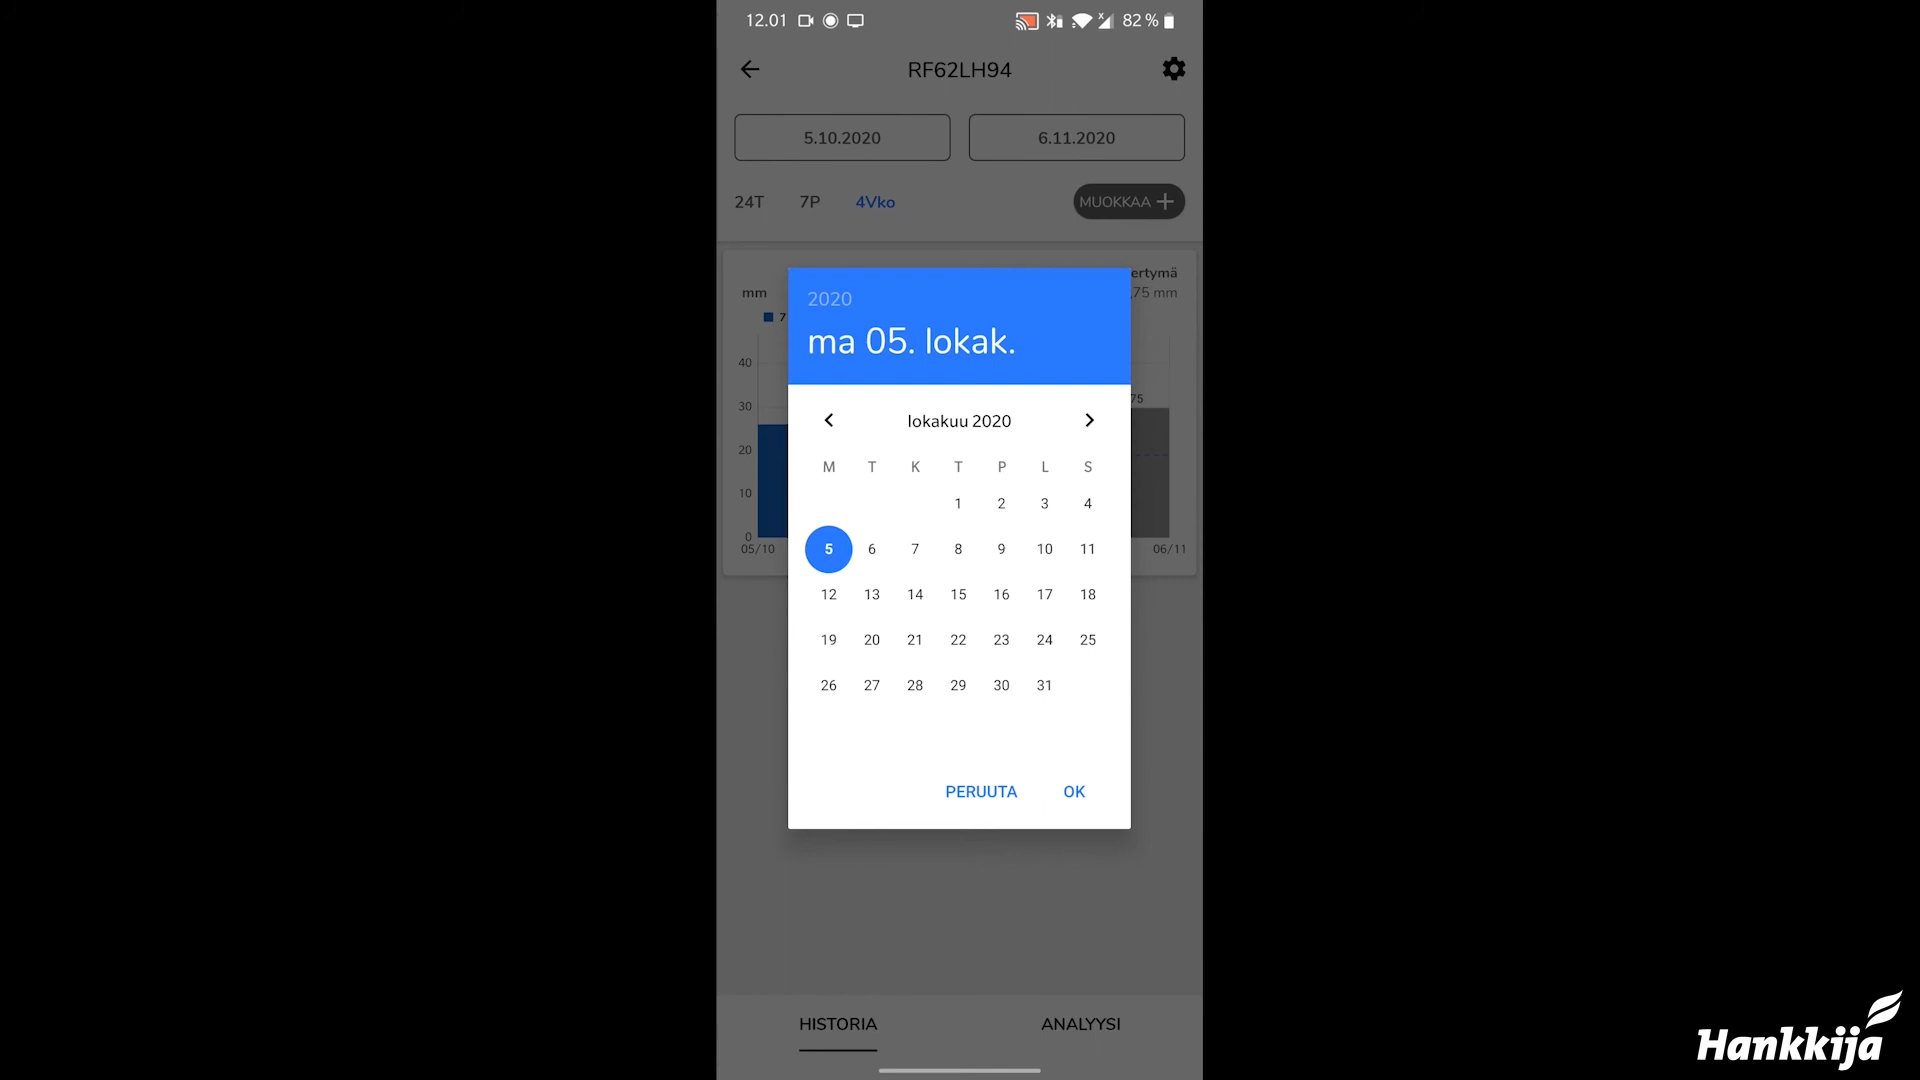 12.01 82 %
RF62LH94
5.10.2020 6.11.2020
24T 7P 4Vko MUOKKAA
ertymä
mm ,75 mm
7
40
30
20
10
0
05/10
75
06/11
2020
ma 05. lokak.
lokakuu 2020
M T K T P L S
1 2 3 4
5 6 7 8 9 10 11
12 13 14 15 16 17 18
19 20 21 22 23 24 25
26 27 28 29 30 31
PERUUTA OK
HISTORIA ANALYYSI
Hankkija